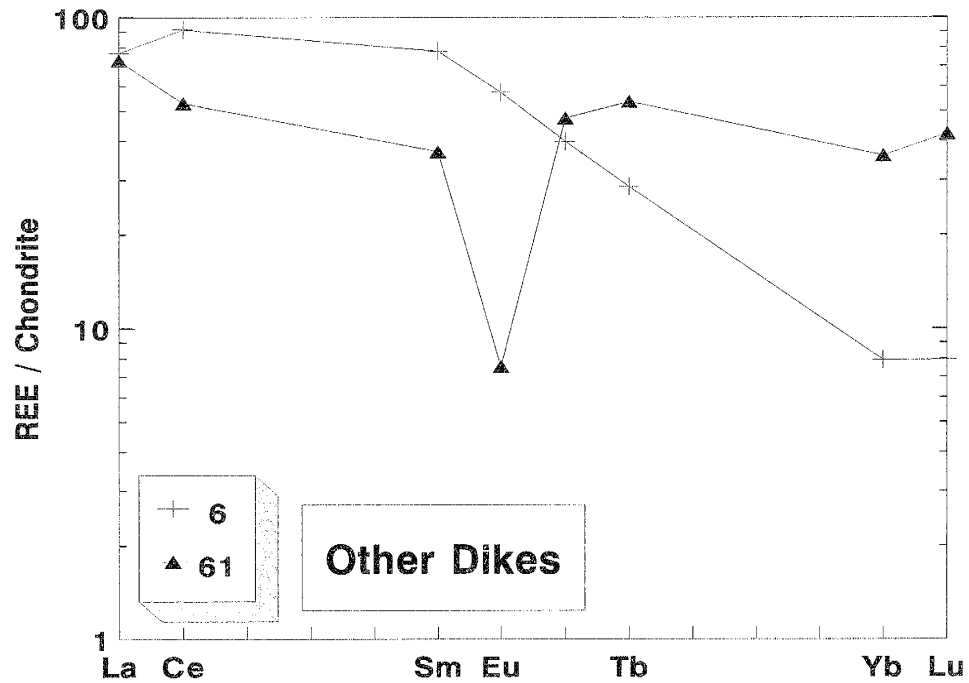 100
10
1
REE / Chondrite
6
61
Other Dikes
La Ce Sm Eu Tb Yb Lu